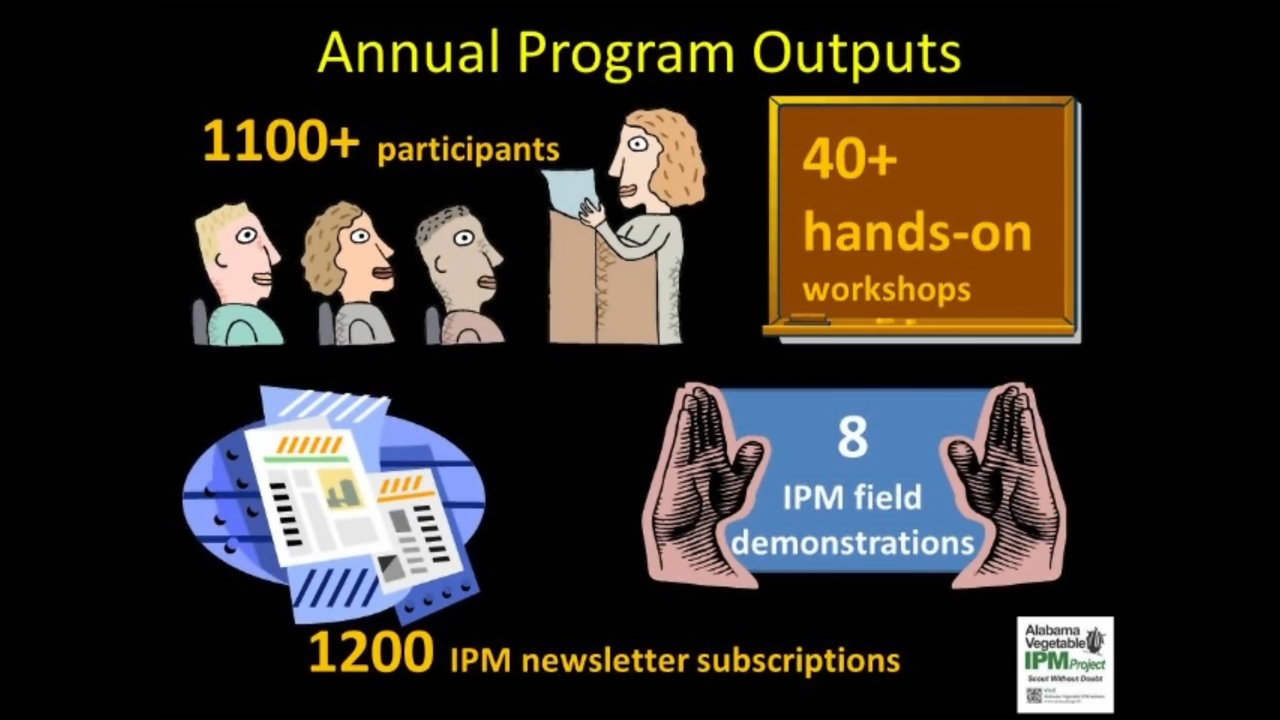 Annual Program Outputs
1100+ participants
40+
hands-on
workshops
8
IPM field
demonstrations
1200 IPM newsletter subscriptions
Alabama
Vegetable
IPM Project
Scout Without Doubt